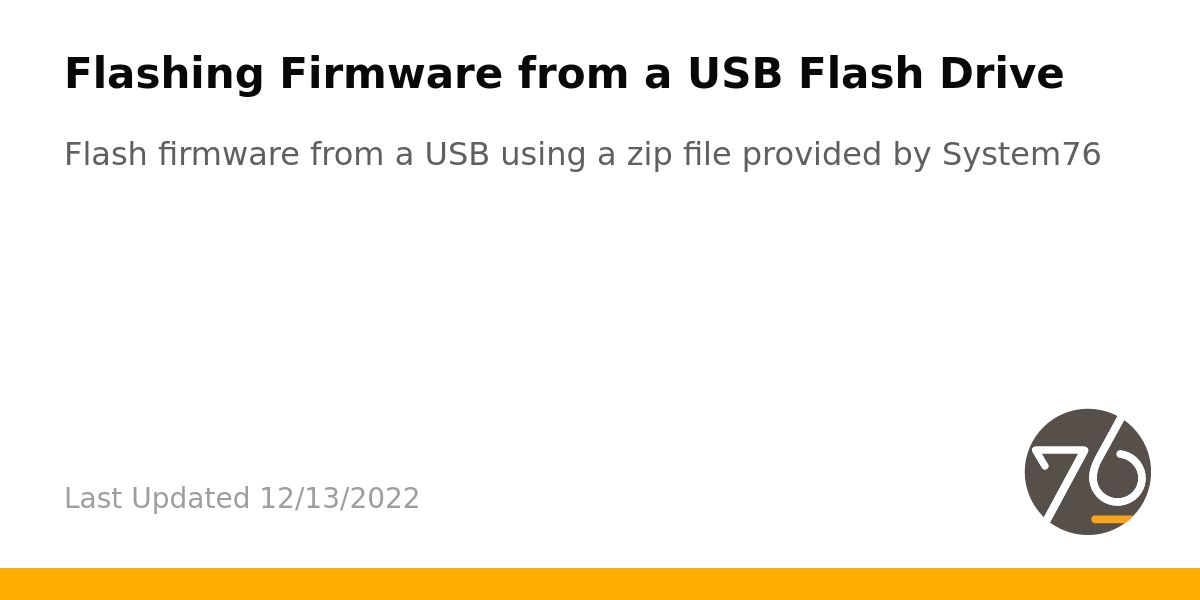 Flashing Firmware from a USB Flash Drive
Flash firmware from a USB using a zip file provided by System76
Last Updated 12/13/2022
76